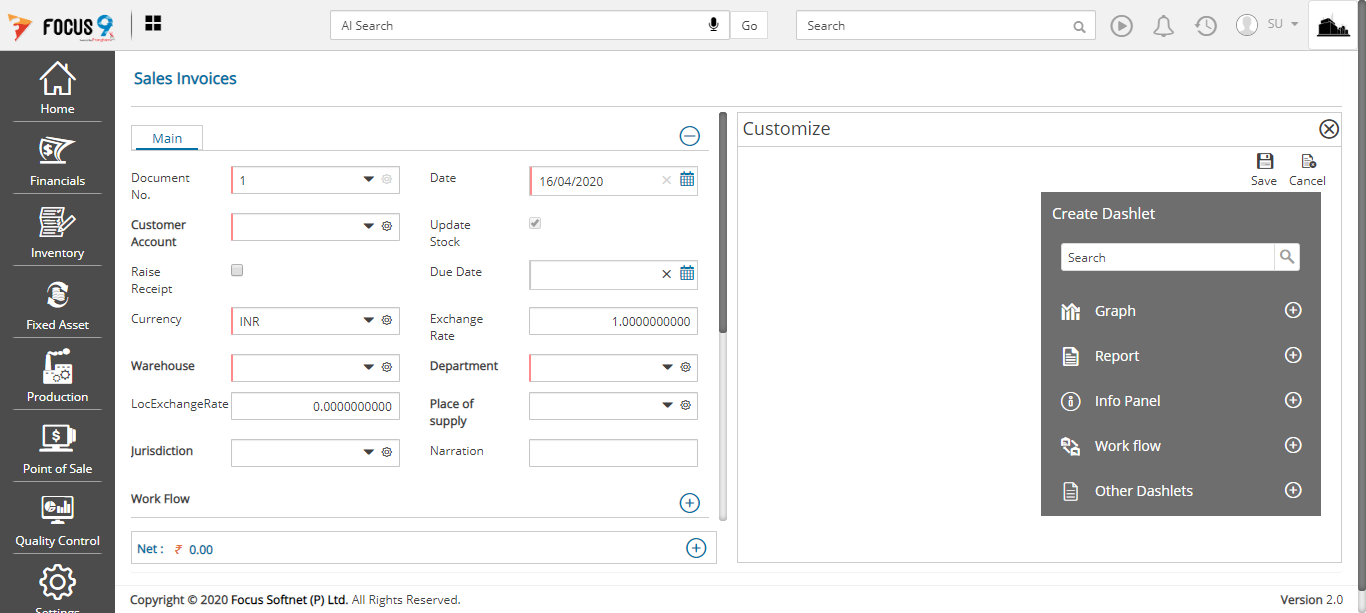 FOCUS 9
AI Search
Go
Search
SU
Home
Financials
Inventory
Fixed Asset
Production
Point of Sale
Quality Control
Settings
Sales Invoices
Main
Document No.
1
Date
16/04/2020
Customer Account
Update Stock
Raise Receipt
Due Date
Currency
INR
Exchange Rate
1.0000000000
Warehouse
Department
LocExchangeRate
0.0000000000
Place of supply
Jurisdiction
Narration
Work Flow
Net : ₹ 0.00
Customize
Save
Cancel
Create Dashlet
Search
Graph
Report
Info Panel
Work flow
Other Dashlets
Copyright © 2020 Focus Softnet (P) Ltd. All Rights Reserved.
Version 2.0